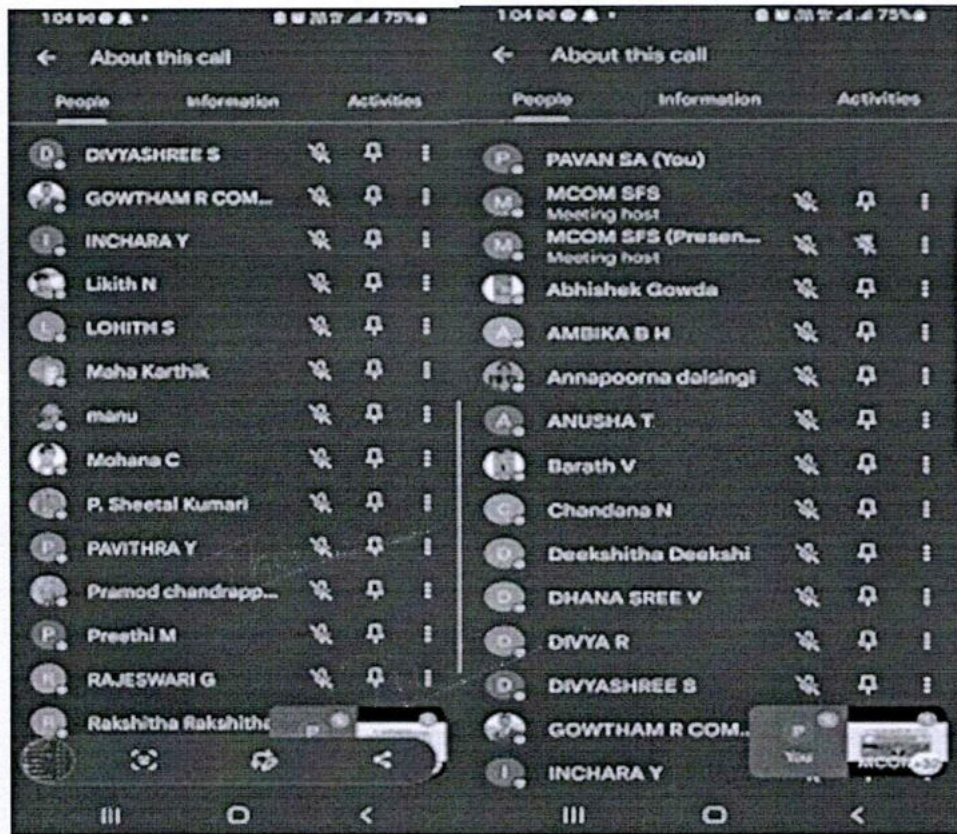 1:04
75%
About this call
People Information Activities
DIVYASHREE S
GOWTHAM R COM...
INCHARA Y
Likith N
LOHITH S
Maha Karthik
manu
Mohana C
P. Sheetal Kumari
PAVITHRA Y
Pramod chandrapp...
Preethi M
RAJESWARI G
Rakshitha Rakshitha
1:04
75%
About this call
People Information Activities
PAVAN SA (You)
MCOM SFS
Meeting host
MCOM SFS (Presen...
Meeting host
Abhishek Gowda
AMBIKA B H
Annapoorna dalsingi
ANUSHA T
Barath V
Chandana N
Deekshitha Deekshi
DHANA SREE V
DIVYA R
DIVYASHREE S
GOWTHAM R COM...
INCHARA Y
You